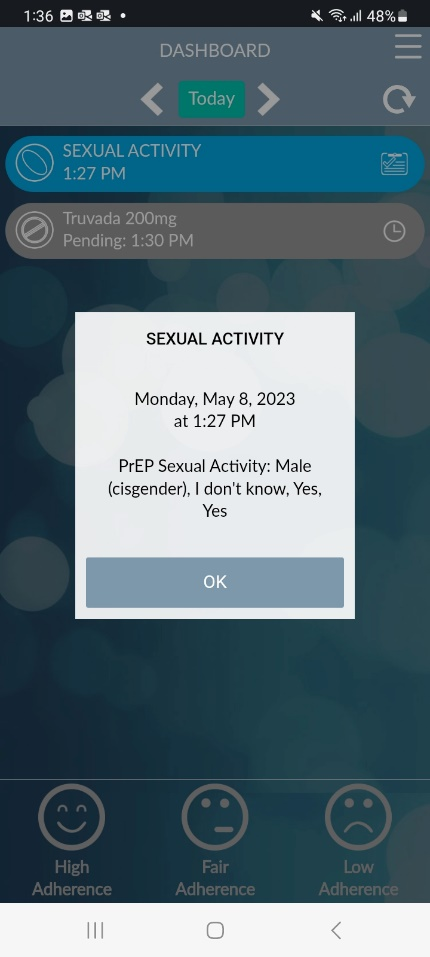 1:36
48%
DASHBOARD
Today
SEXUAL ACTIVITY
1:27 PM
Truvada 200mg
Pending: 1:30 PM
SEXUAL ACTIVITY
Monday, May 8, 2023
at 1:27 PM
PrEP Sexual Activity: Male
(cisgender), I don't know, Yes,
Yes
OK
High
Adherence
Fair
Adherence
Low
Adherence